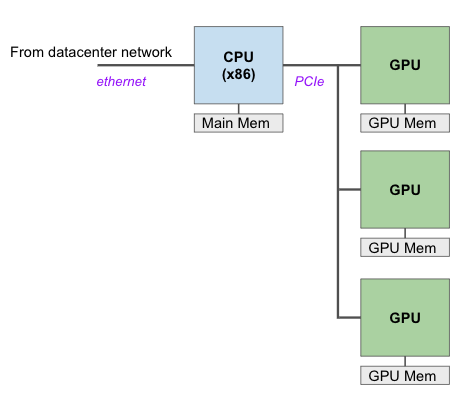 From datacenter network
ethernet
CPU
(x86)
Main Mem
PCIe
GPU
GPU Mem
GPU
GPU Mem
GPU
GPU Mem